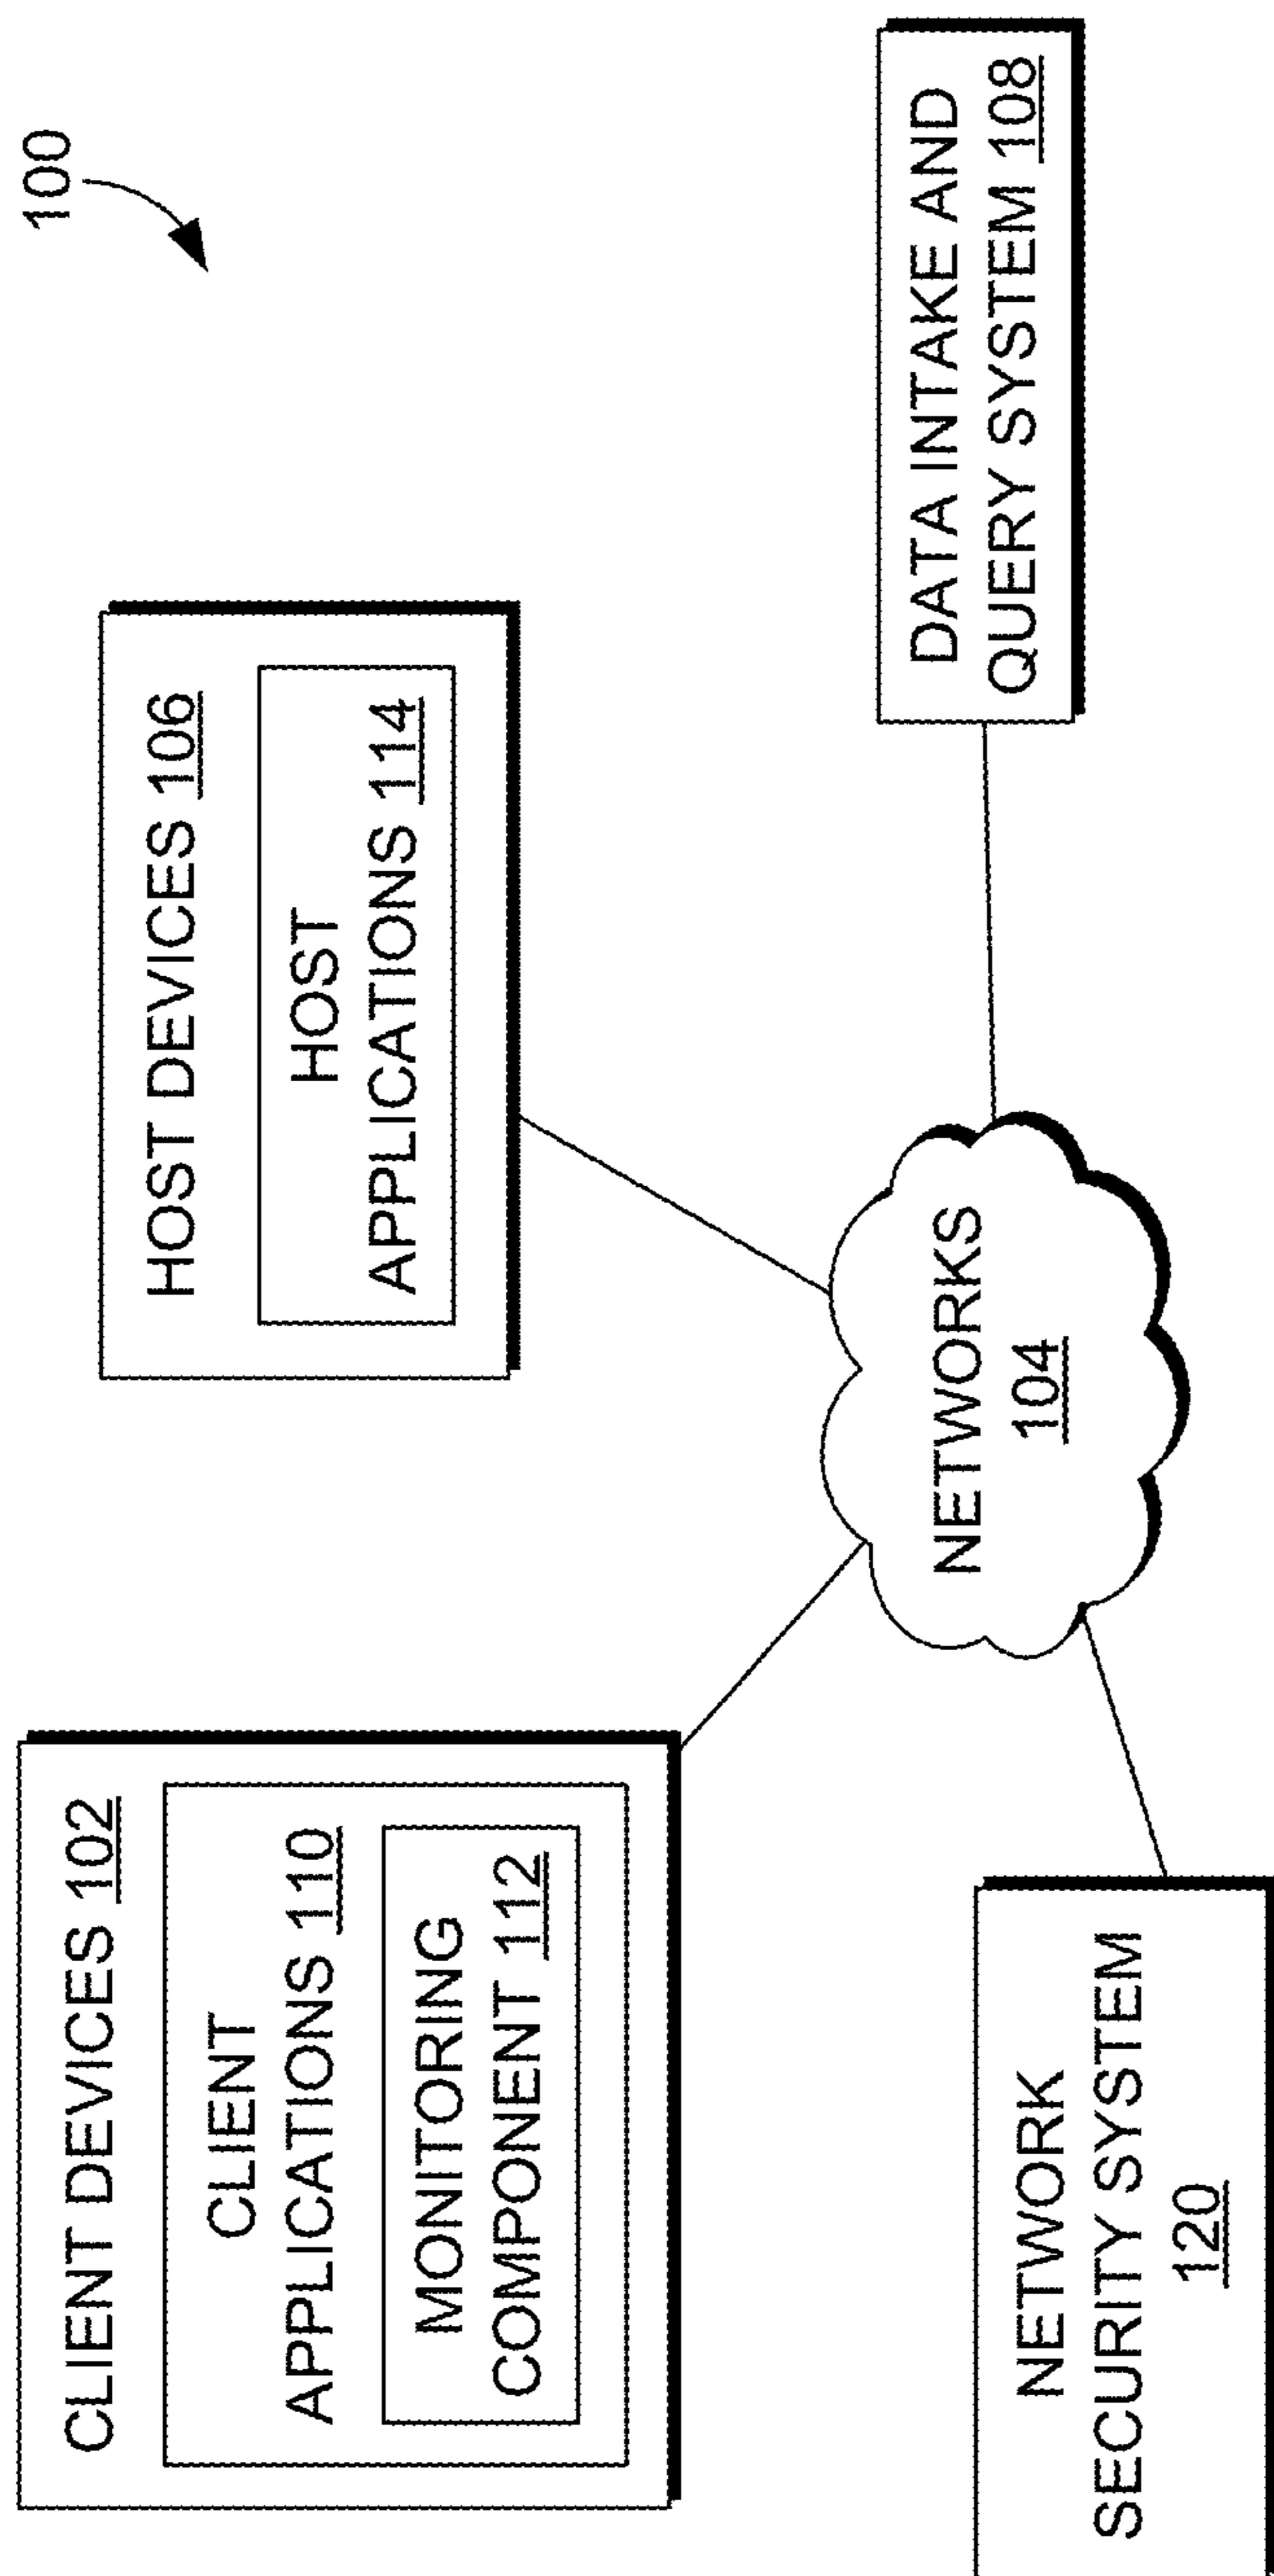 100
CLIENT DEVICES 102
CLIENT
APPLICATIONS 110
MONITORING
COMPONENT 112
HOST DEVICES 106
HOST
APPLICATIONS 114
NETWORKS
104
NETWORK
SECURITY SYSTEM
120
DATA INTAKE AND
QUERY SYSTEM 108